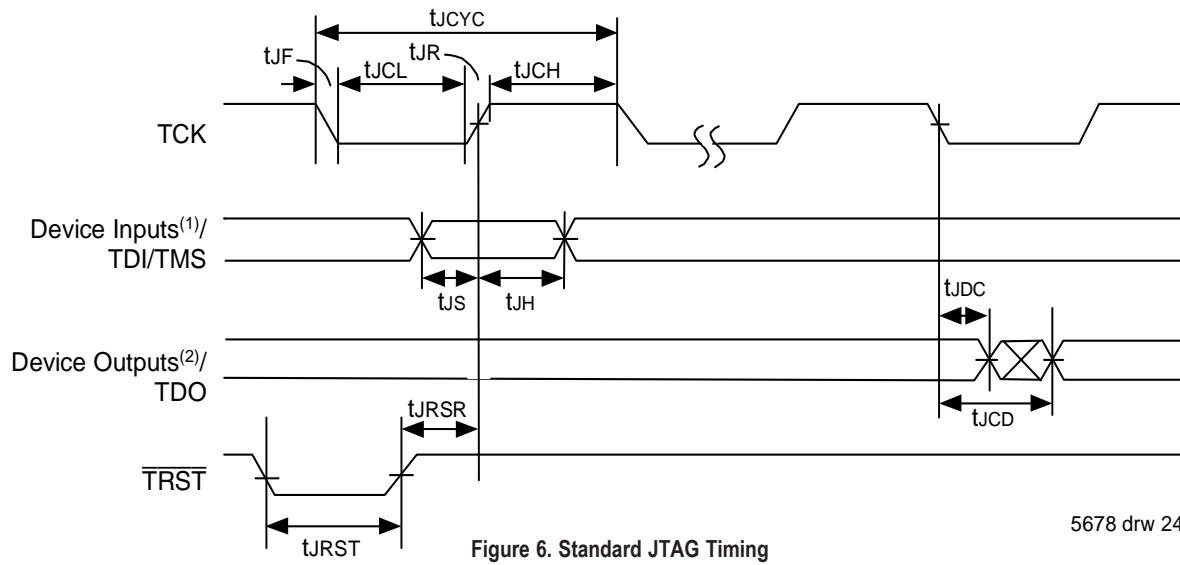 tJCYC
tJF
tJCL
tJR
tJCH
TCK
Device Inputs(1)/
TDI/TMS
tJS
tJH
tJDC
Device Outputs(2)/
TDO
tJCD
tJRSR
TRST
tJRST
5678 drw 24
Figure 6. Standard JTAG Timing